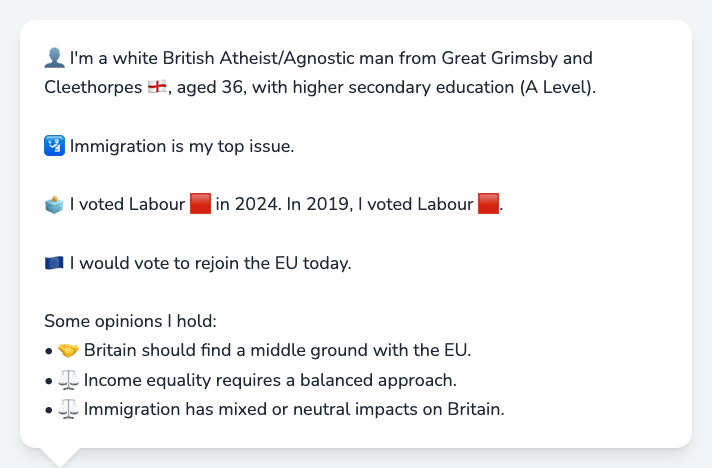 👤 I'm a white British Atheist/Agnostic man from Great Grimsby and
Cleethorpes 🏴󠁧󠁢󠁥󠁮󠁧󠁿, aged 36, with higher secondary education (A Level).
🛂 Immigration is my top issue.
🗳️ I voted Labour 🟥 in 2024. In 2019, I voted Labour 🟥.
🇪🇺 I would vote to rejoin the EU today.
Some opinions I hold:
• 🤝 Britain should find a middle ground with the EU.
• ⚖️ Income equality requires a balanced approach.
• ⚖️ Immigration has mixed or neutral impacts on Britain.